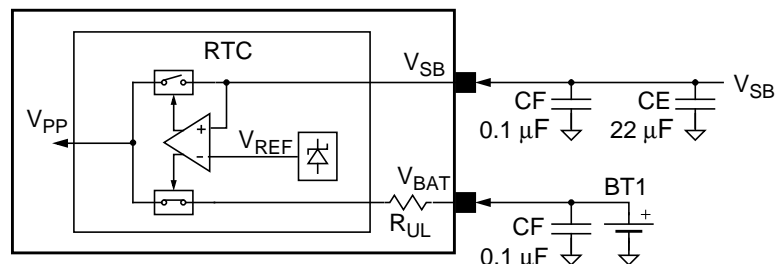 RTC
V_SB
V_SB
CF
0.1 μF
CE
22 μF
V_PP
+
-
V_REF
V_BAT
R_UL
BT1
+
CF
0.1 μF